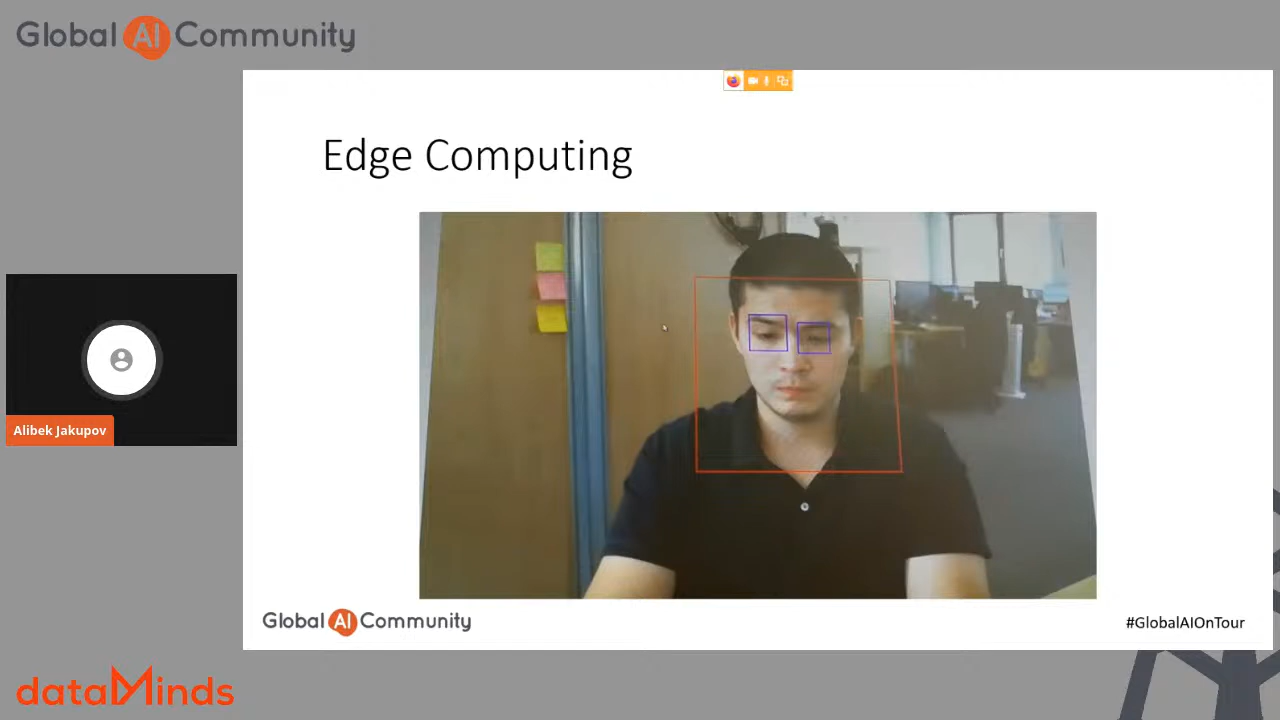 Global AI Community
Edge Computing
Alibek Jakupov
Global AI Community
#GlobalAIOnTour
dataMinds